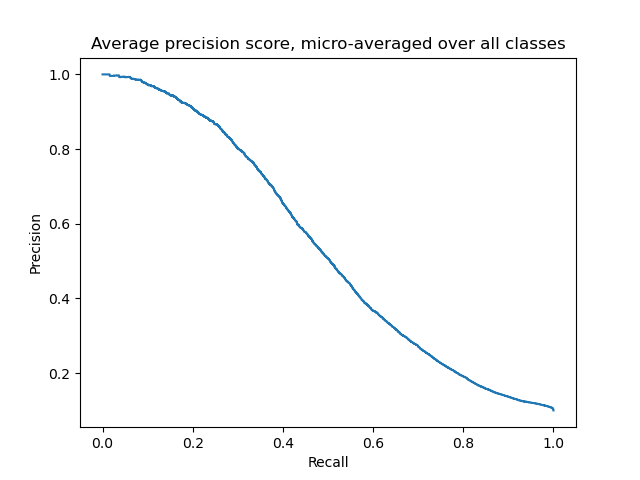 Average precision score, micro-averaged over all classes
1.0
0.8
0.6
0.4
0.2
Precision
0.0 0.2 0.4 0.6 0.8 1.0
Recall